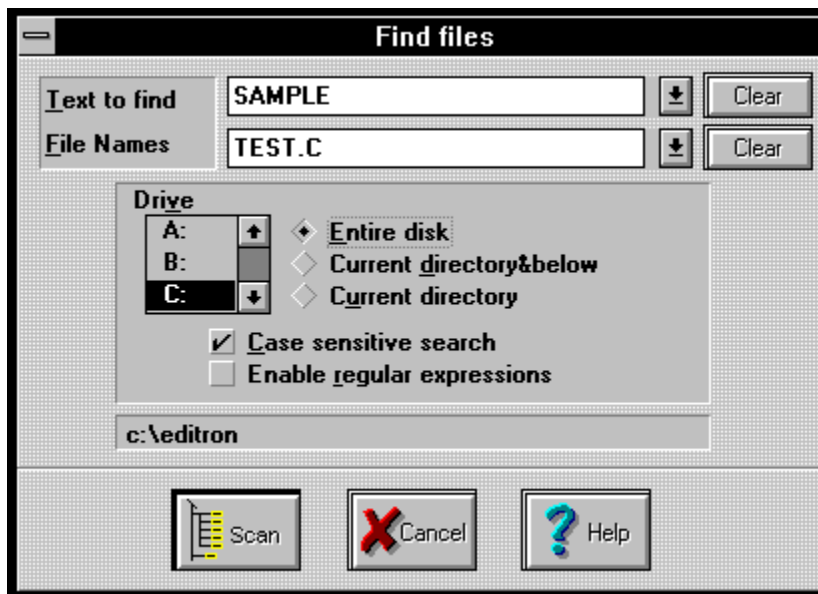 Find files
Text to find SAMPLE Clear
File Names TEST.C Clear
Drive
A: Entire disk
B: Current directory&below
C: Current directory
Case sensitive search
Enable regular expressions
c:\editron
Scan Cancel Help